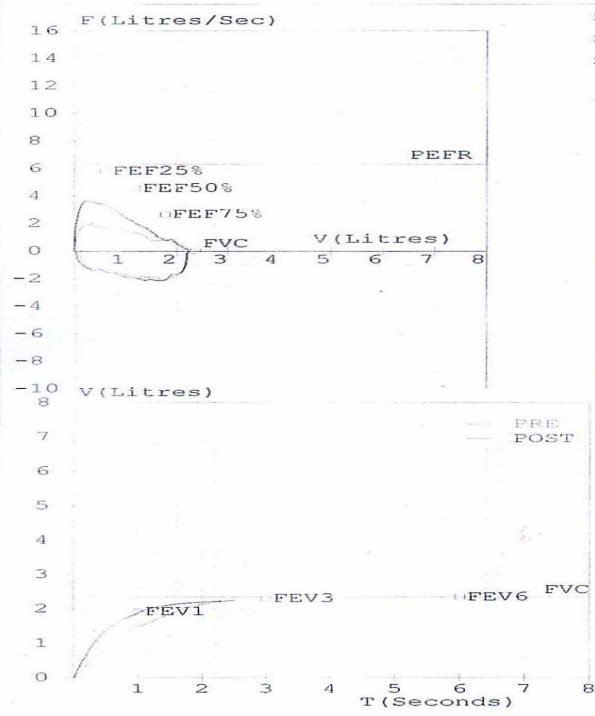 F(Litres/Sec)
16
14
12
10
8
PEFR
6
FEF25%
4
FEF50%
2
FEF75%
0
FVC
V(Litres)
1 2 3 4 5 6 7 8
-2
-4
-6
-8
-10
V(Litres)
8
PRE
7
POST
6
5
4
3
FVC
FEV3
FEV6
2
FEV1
1
0
1 2 3 4 5 6 7 8
T(Seconds)